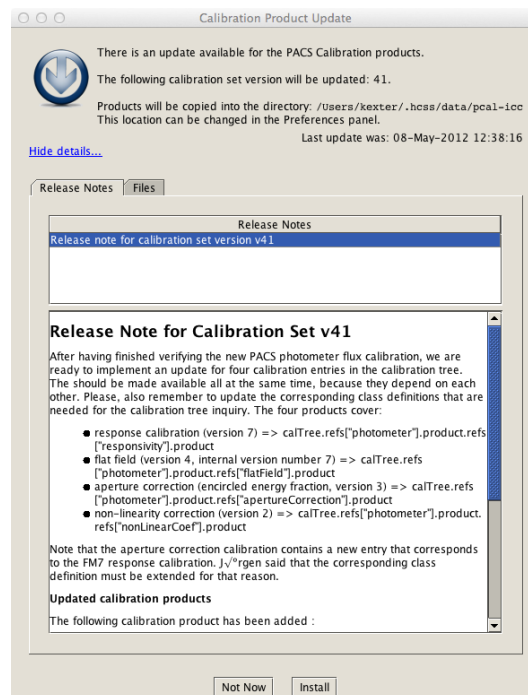 Calibration Product Update
There is an update available for the PACS Calibration products.
The following calibration set version will be updated: 41.
Products will be copied into the directory: /Users/kexter/.hcss/data/pcal-icc
This location can be changed in the Preferences panel.
Last update was: 08-May-2012 12:38:16
Hide details...
Release Notes
Files
Release Notes
Release note for calibration set version v41
Release Note for Calibration Set v41
After having finished verifying the new PACS photometer flux calibration, we are
ready to implement an update for four calibration entries in the calibration tree.
The should be made available all at the same time, because they depend on each
other. Please, also remember to update the corresponding class definitions that are
needed for the calibration tree inquiry. The four products cover:
● response calibration (version 7) => calTree.refs["photometer"].product.refs
["responsivity"].product
● flat field (version 4, internal version number 7) => calTree.refs
["photometer"].product.refs["flatField"].product
● aperture correction (encircled energy fraction, version 3) => calTree.refs
["photometer"].product.refs["apertureCorrection"].product
● non-linearity correction (version 2) => calTree.refs["photometer"].product.
refs["nonLinearCoef"].product
Note that the aperture correction calibration contains a new entry that corresponds
to the FM7 response calibration. J√°rgen said that the corresponding class
definition must be extended for that reason.
Updated calibration products
The following calibration product has been added :
Not Now
Install